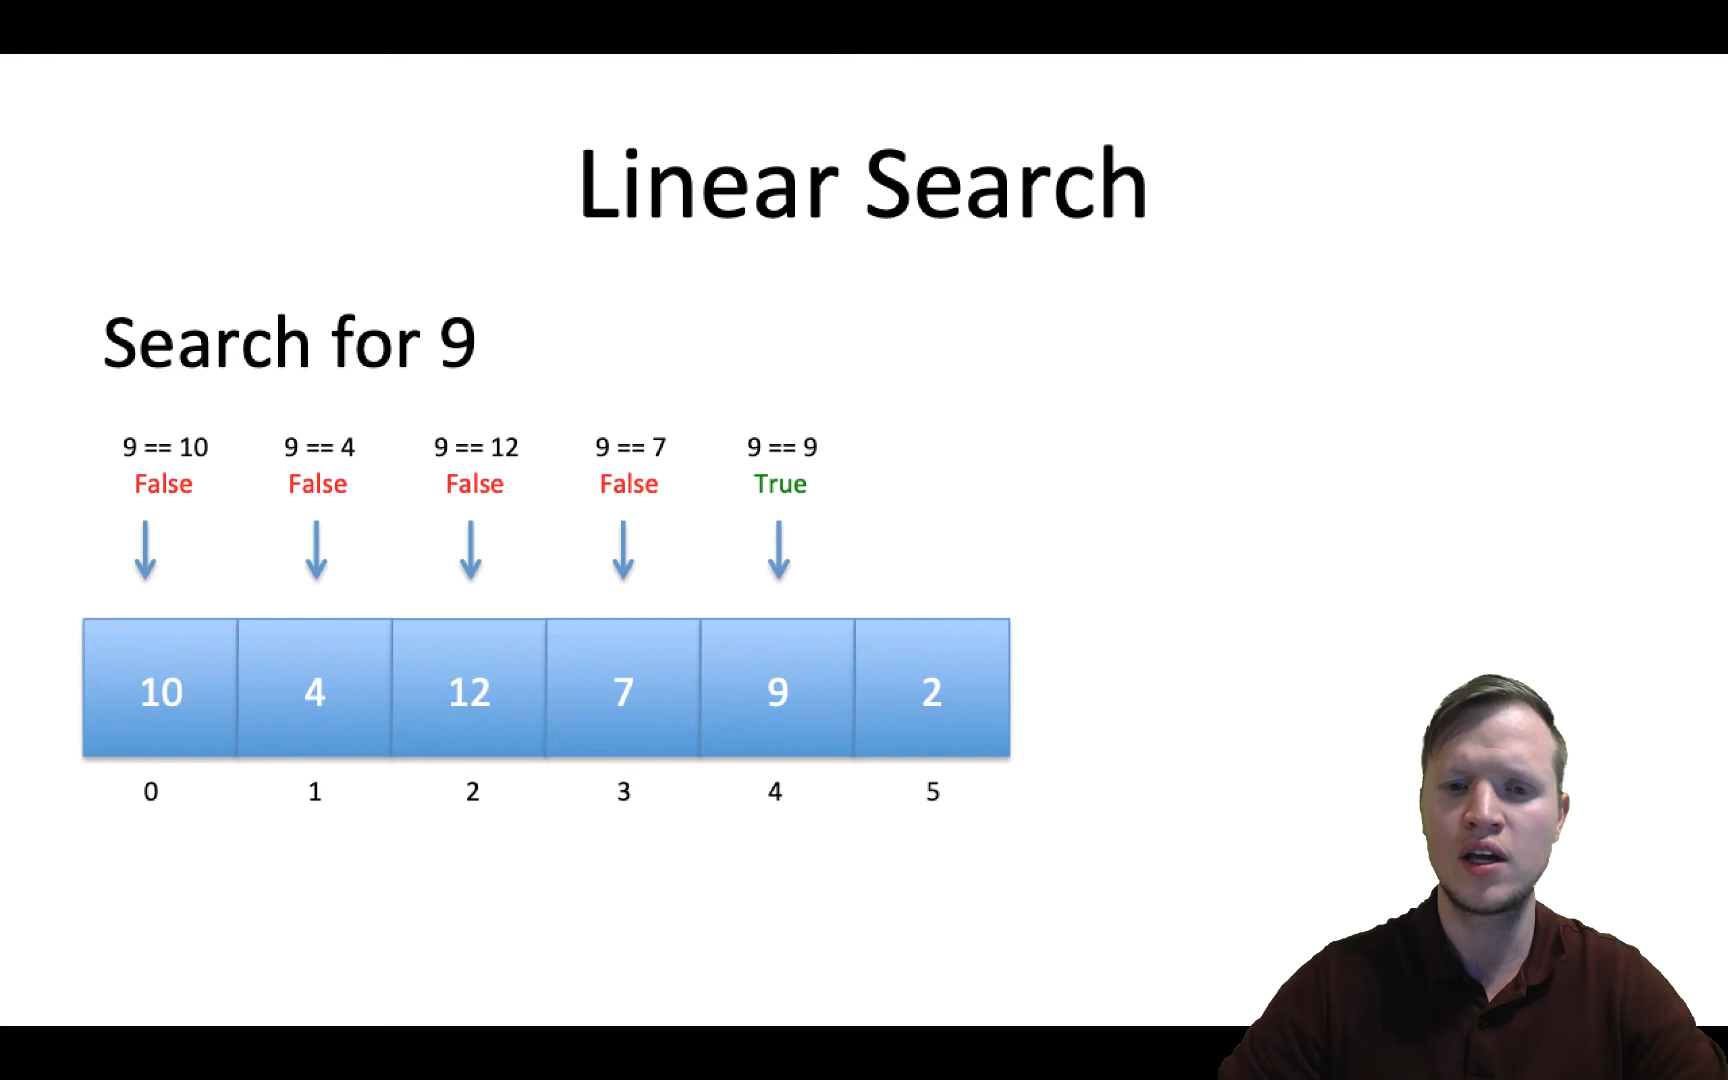 Linear Search
Search for 9
9 == 10 9 == 4 9 == 12 9 == 7 9 == 9
False False False False True
10 4 12 7 9 2
0 1 2 3 4 5